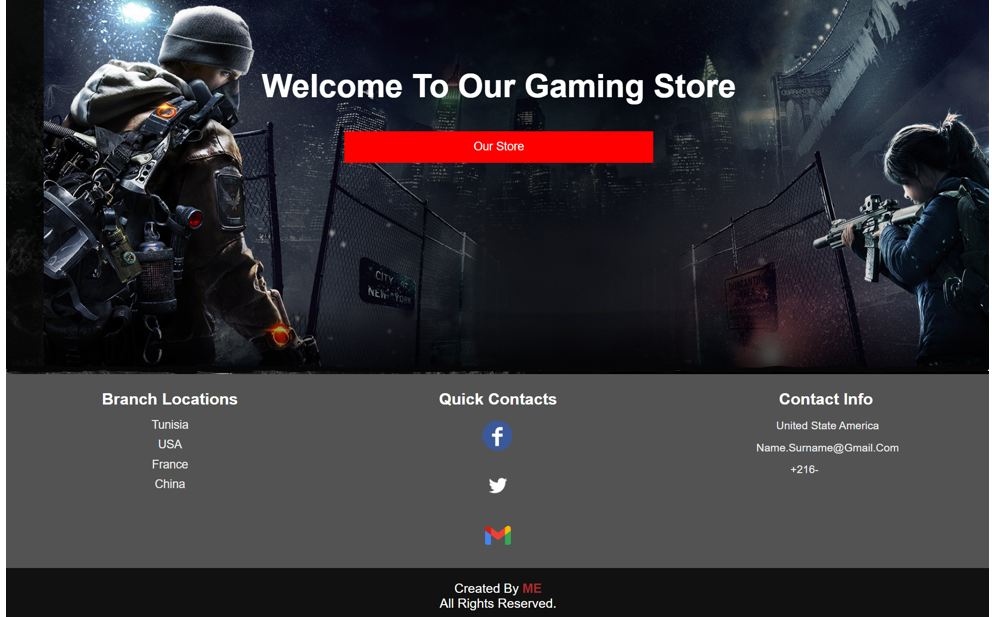 Welcome To Our Gaming Store
Our Store
CITY OF
NEW YORK
Branch Locations
Tunisia
USA
France
China
Quick Contacts
Contact Info
United State America
Name.Surname@Gmail.Com
+216-
Created By ME
All Rights Reserved.